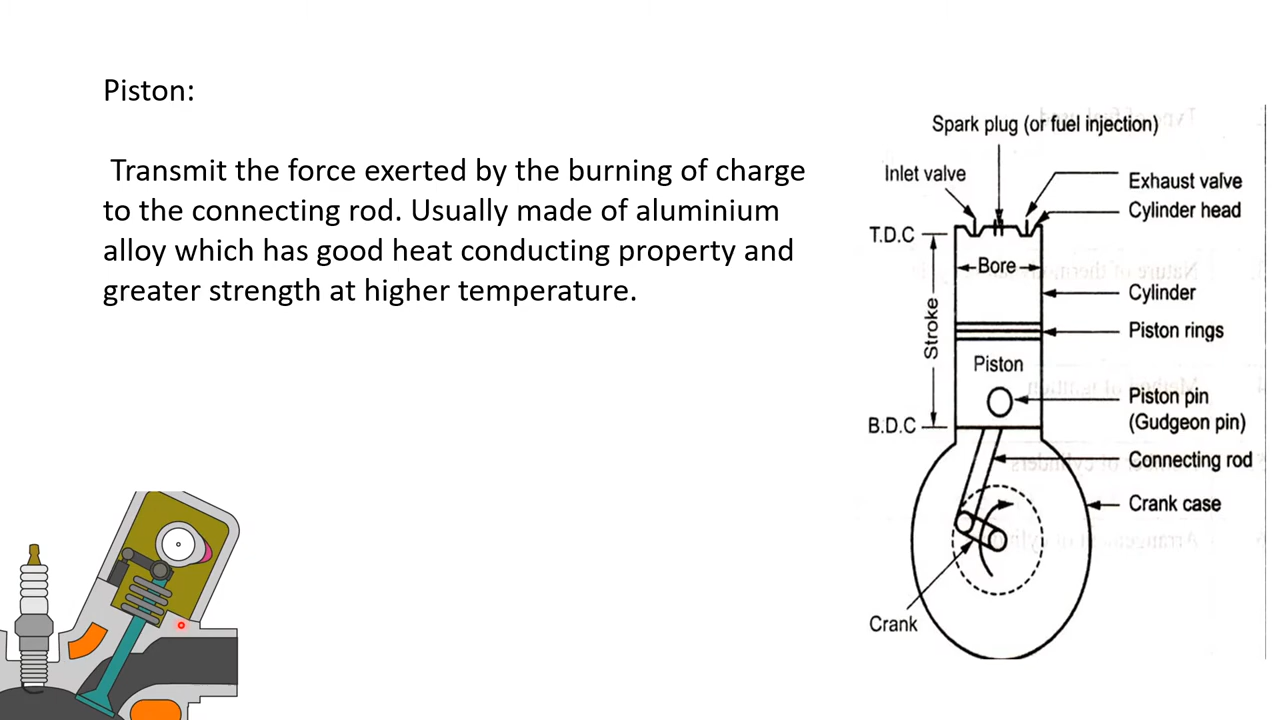 Piston:
Transmit the force exerted by the burning of charge
to the connecting rod. Usually made of aluminium
alloy which has good heat conducting property and
greater strength at higher temperature.
Spark plug (or fuel injection)
Inlet valve
Exhaust valve
Cylinder head
T.D.C
Bore
Cylinder
Stroke
Piston rings
Piston
Piston pin
(Gudgeon pin)
B.D.C
Connecting rod
Crank case
Crank